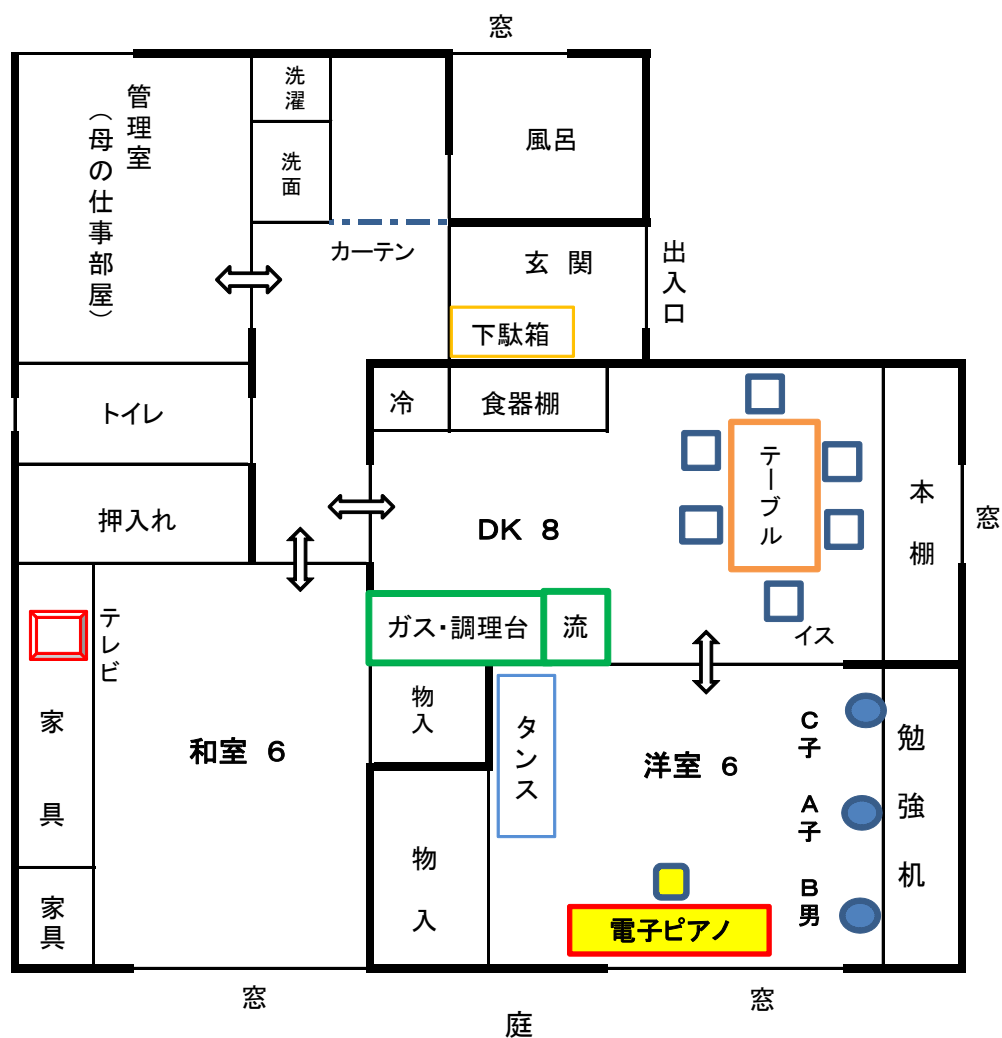 窓
管理室
（母の仕事部屋）
洗濯
洗面
風呂
カーテン
玄 関
出入口
下駄箱
トイレ
冷
食器棚
テーブル
本棚
窓
押入れ
DK 8
イス
ガス・調理台
流
テレビ
家具
和室 6
物入
タンス
洋室 6
C子
A子
B男
勉強机
物入
家具
電子ピアノ
窓
窓
庭